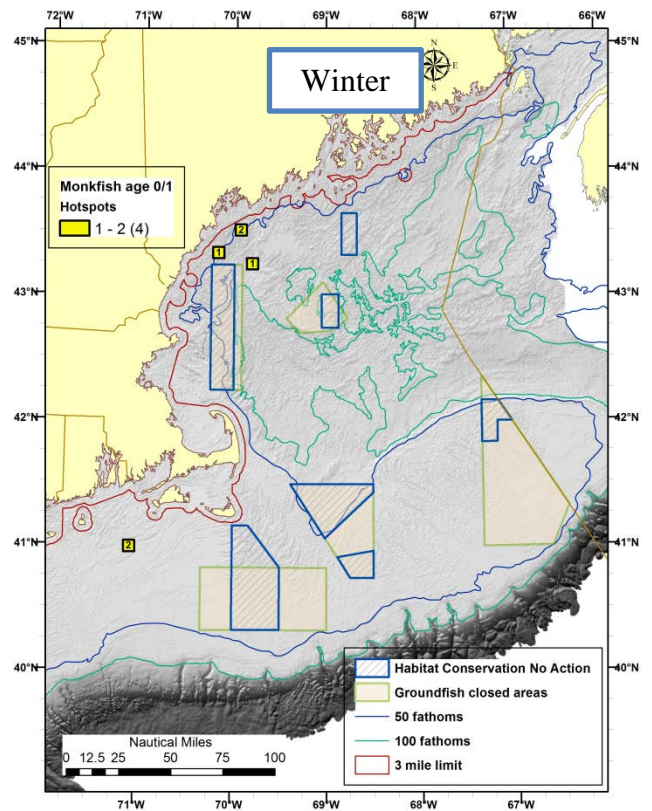 72°W 71°W 70°W 69°W 68°W 67°W 66°W
45°N 45°N
Winter
N
E
S
44°N 44°N
Monkfish age 0/1
Hotspots
1 - 2 (4)
2
1
1
43°N 43°N
42°N 42°N
41°N 41°N
2
40°N 40°N
Habitat Conservation No Action
Groundfish closed areas
50 fathoms
100 fathoms
3 mile limit
Nautical Miles
0 12.5 25 50 75 100
71°W 70°W 69°W 68°W 67°W